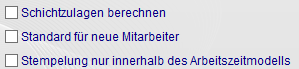 Schichtzulagen berechnen
Standard für neue Mitarbeiter
Stempelung nur innerhalb des Arbeitszeitmodells